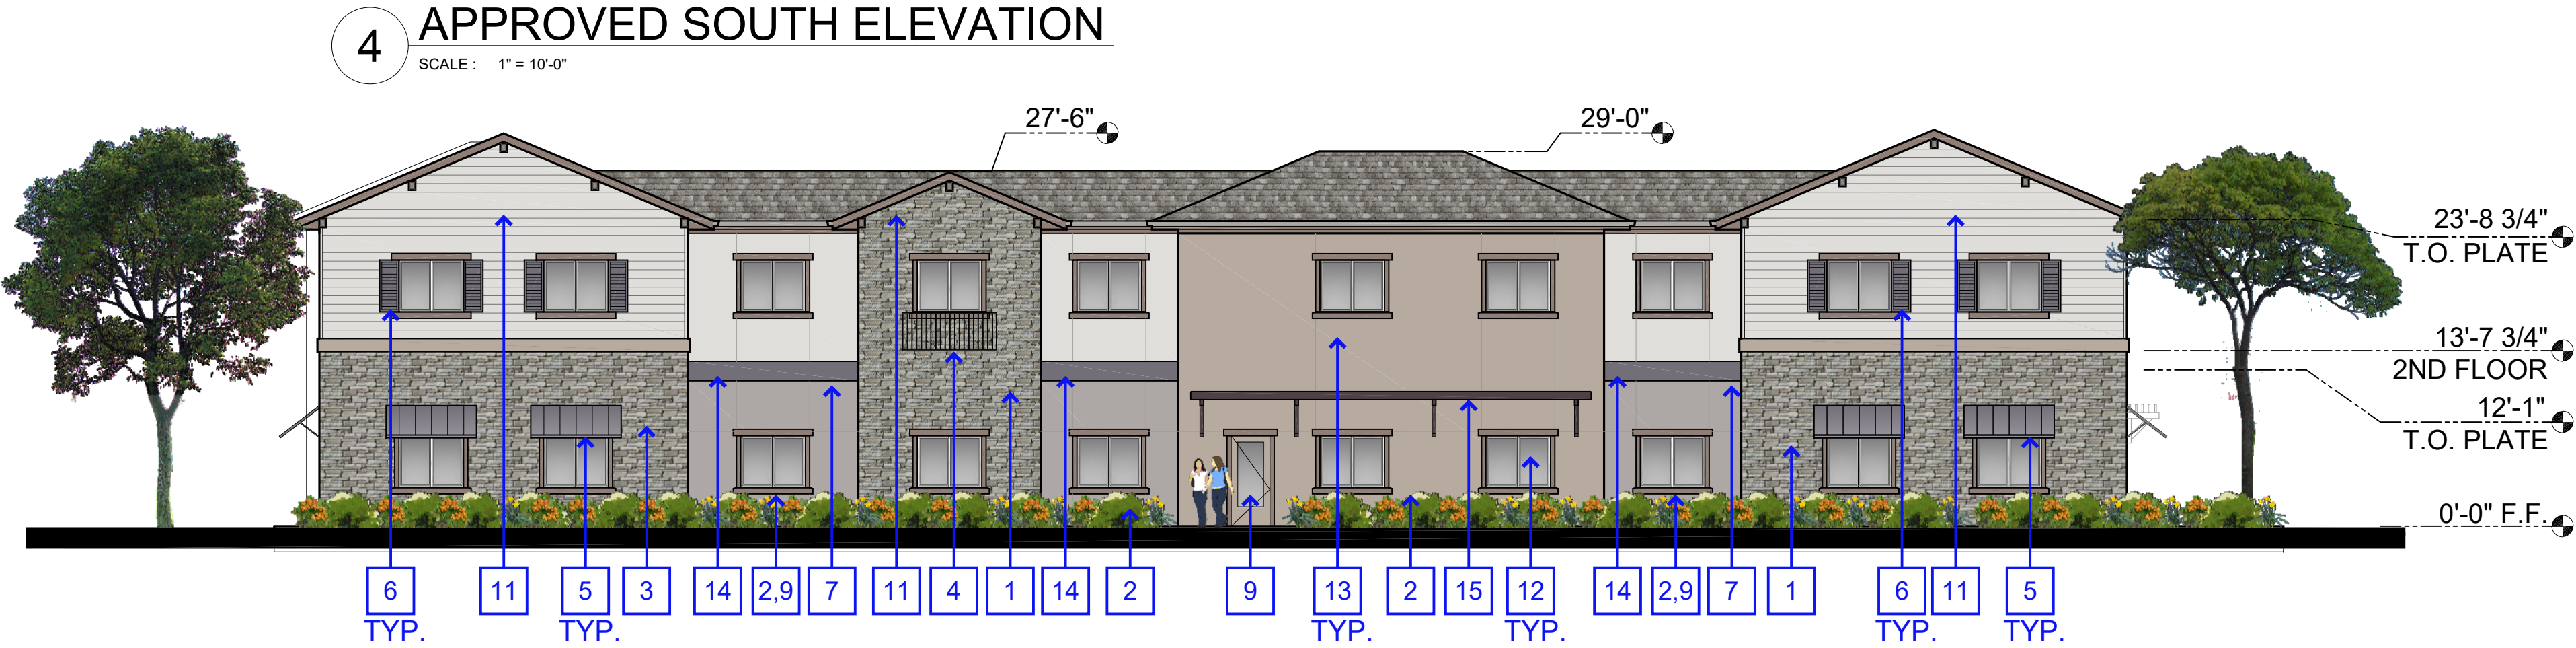 4
APPROVED SOUTH ELEVATION
SCALE : 1" = 10'-0"
27'-6"
29'-0"
23'-8 3/4"
T.O. PLATE
13'-7 3/4"
2ND FLOOR
12'-1"
T.O. PLATE
0'-0" F.F.
6 11 5 3 14 2,9 7 11 4 1 14 2 9 13 2 15 12 14 2,9 7 1 6 11 5
TYP. TYP. TYP. TYP. TYP. TYP.